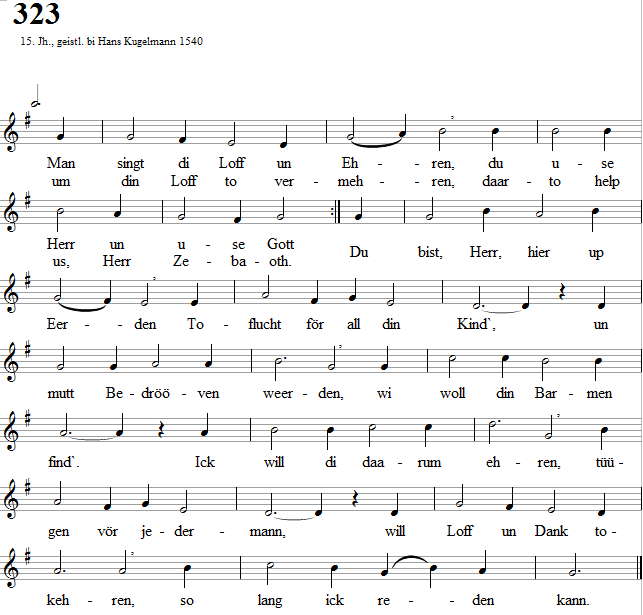 323
15. Jh., geistl. bi Hans Kugelmann 1540
Man singt di Loff un Eh - - ren, du u - se
um din Loff to ver - meh - - ren, daar - to help
Herr un u - se Gott
us, Herr Ze - ba - oth.
Du bist, Herr, hier up
Eer - - den To - flucht för all din Kind`, un
mutt Be - dröö - ven weer - den, wi woll din Bar - men
find`. Ick will di daa - rum eh - ren, tüü -
gen vör je - der - mann, will Loff un Dank to -
keh - ren, so lang ick re - - den kann.